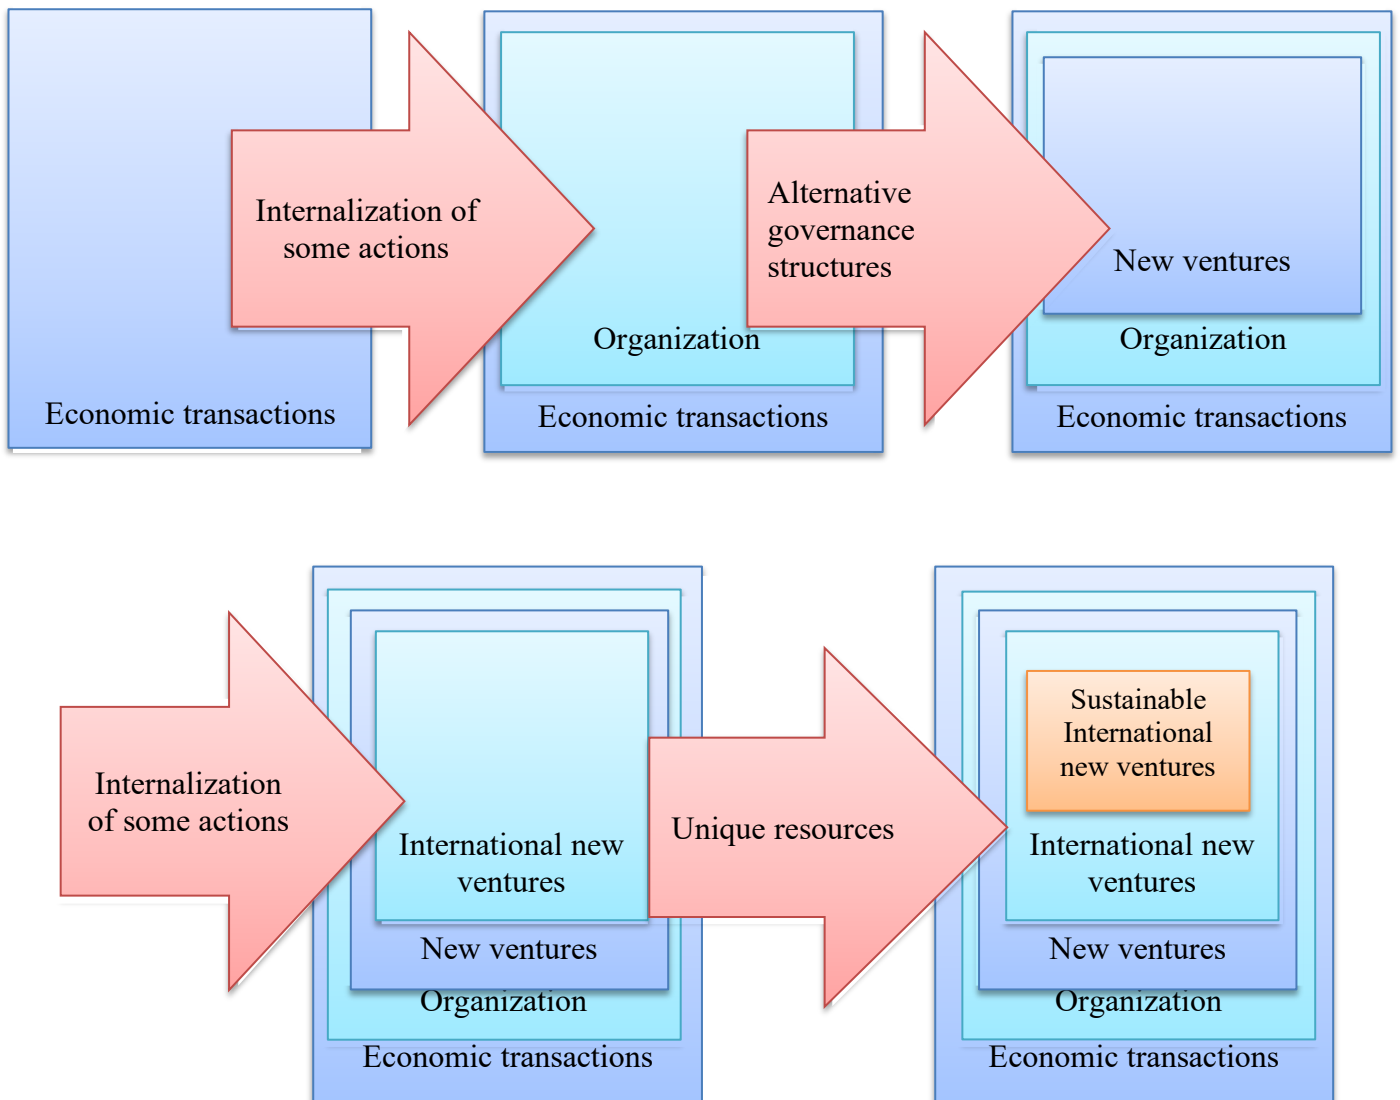 Internalization of
some actions
Economic transactions
Alternative
governance
structures
Organization
Economic transactions
New ventures
Organization
Economic transactions
Internalization
of some actions
International new
ventures
New ventures
Organization
Economic transactions
Unique resources
Sustainable
International
new ventures
International new
ventures
New ventures
Organization
Economic transactions